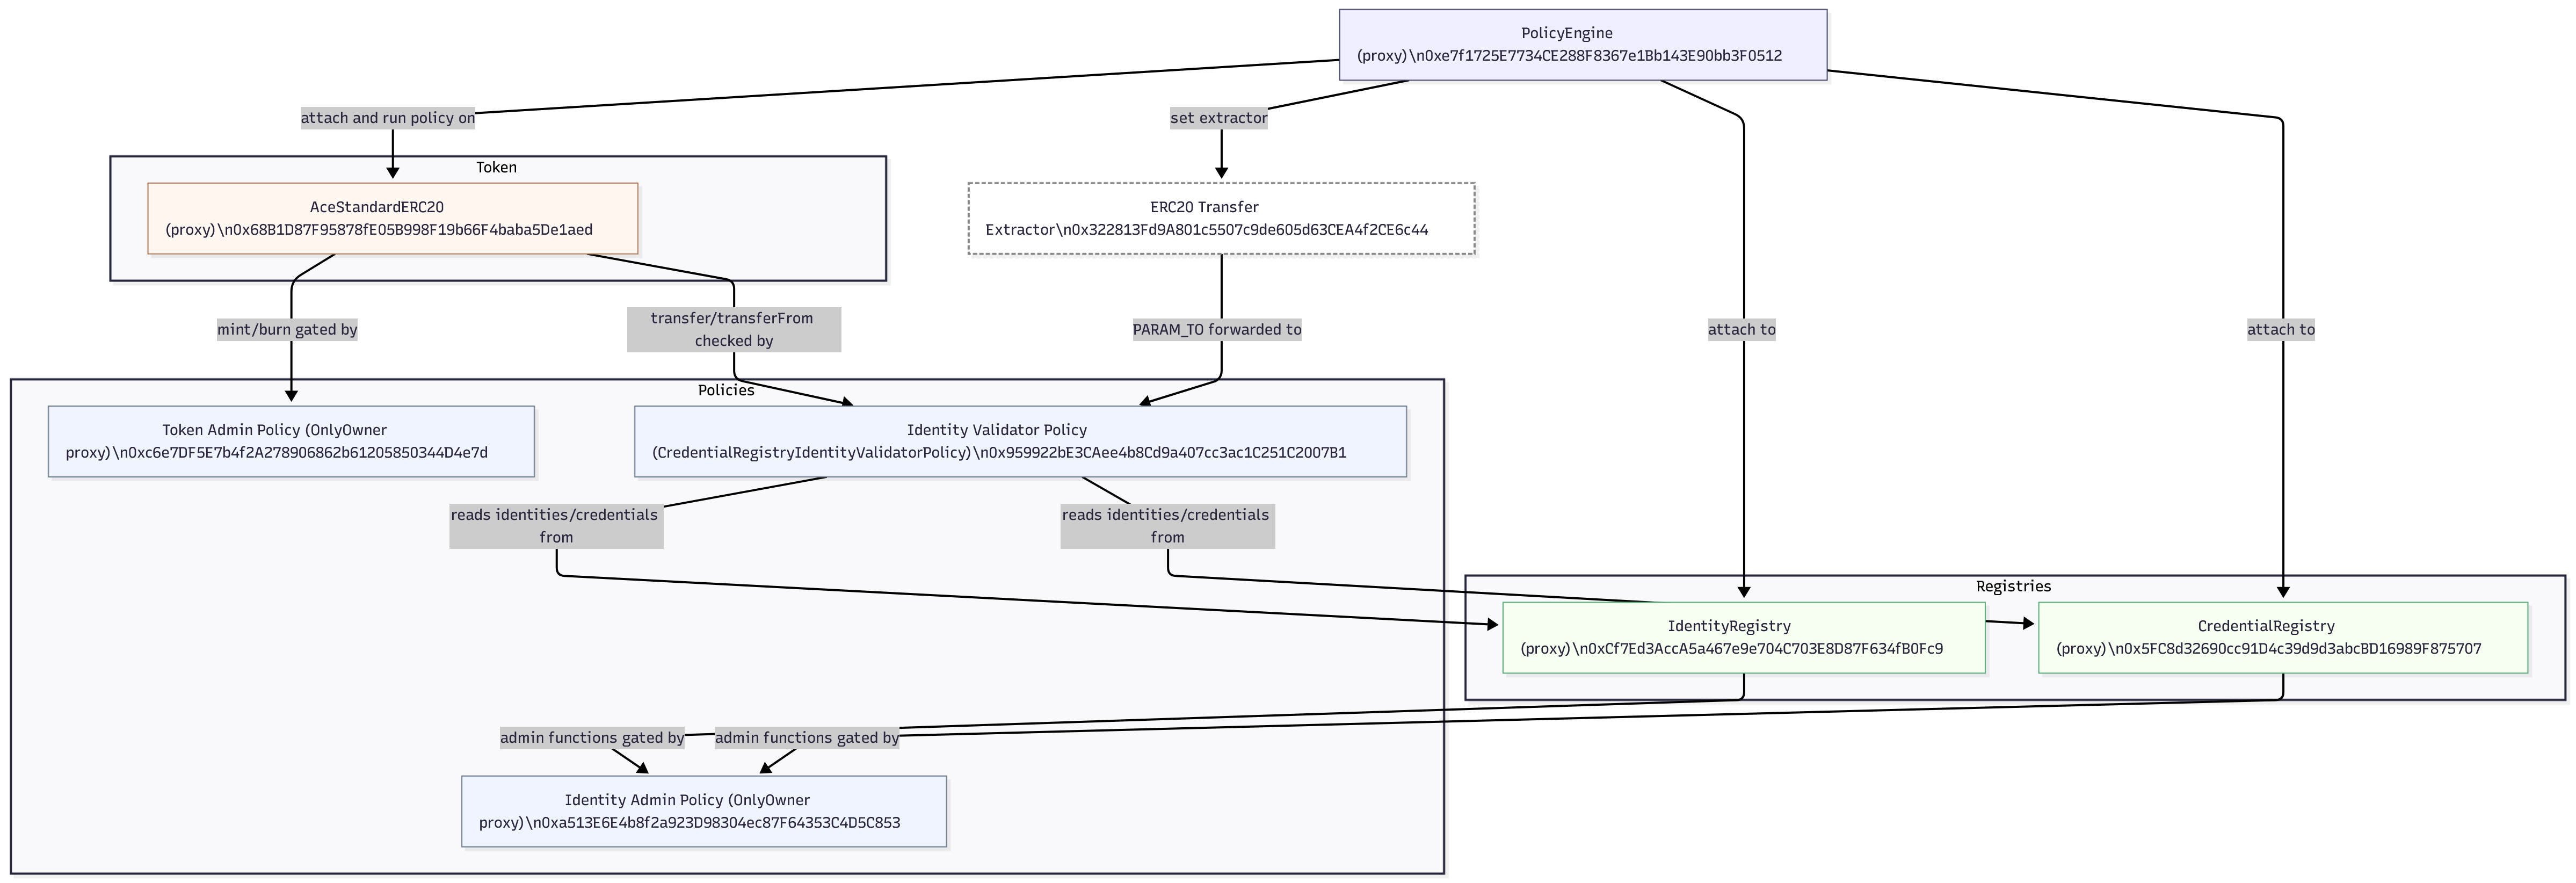 PolicyEngine
(proxy)\n0xe7f1725E7734CE288F8367e1Bb143E90bb3F0512
attach and run policy on
set extractor
Token
AceStandardERC20
(proxy)\n0x68B1D87F95878fE05B998F19b66F4baba5De1aed
ERC20 Transfer
Extractor\n0x322813Fd9A801c5507c9de605d63CEA4f2CE6c44
mint/burn gated by
transfer/transferFrom
checked by
PARAM_TO forwarded to
attach to
attach to
Policies
Token Admin Policy (OnlyOwner
proxy)\n0xc6e7DF5E7b4f2A278906862b61205850344D4e7d
Identity Validator Policy
(CredentialRegistryIdentityValidatorPolicy)\n0x959922bE3CAee4b8Cd9a407cc3ac1C251C2007B1
reads identities/credentials
from
reads identities/credentials
from
Registries
IdentityRegistry
(proxy)\n0xCf7Ed3AccA5a467e9e704C703E8D87F634fB0Fc9
CredentialRegistry
(proxy)\n0x5FC8d32690cc91D4c39d9d3abcBD16989F875707
admin functions gated by
admin functions gated by
Identity Admin Policy (OnlyOwner
proxy)\n0xa513E6E4b8f2a923D98304ec87F64353C4D5C853